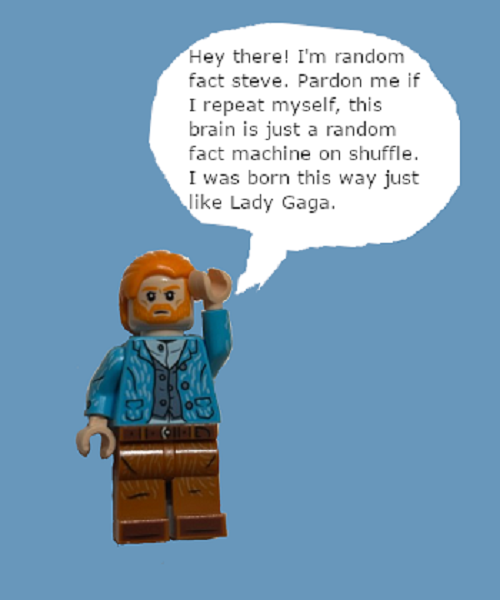 Hey there! I'm random
fact steve. Pardon me if
I repeat myself, this
brain is just a random
fact machine on shuffle.
I was born this way just
like Lady Gaga.